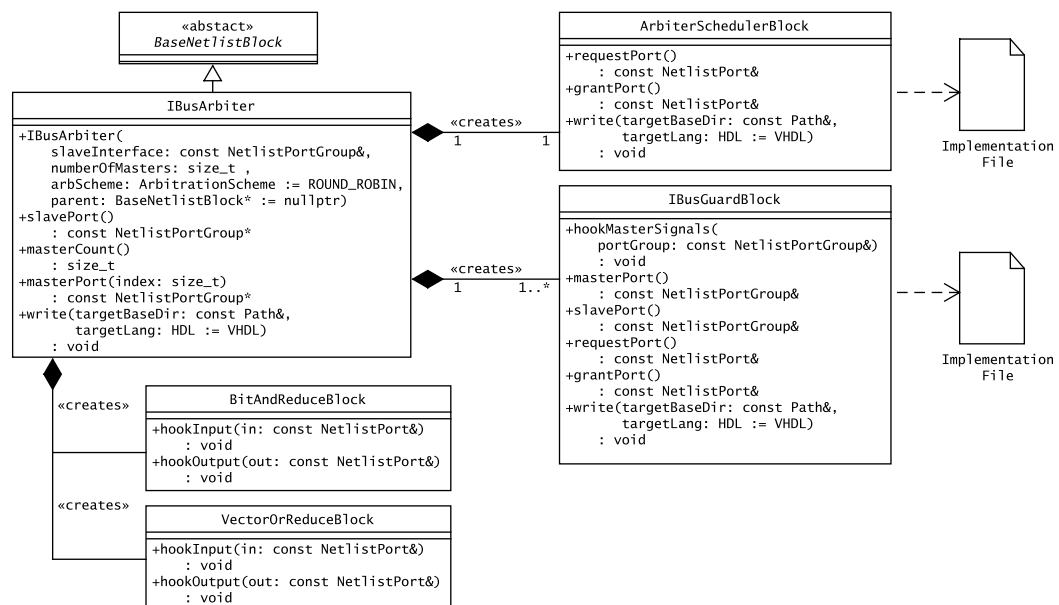 «abstact»
BaseNetlistBlock
IBusArbiter
+IBusArbiter(
slaveInterface: const NetlistPortGroup&,
numberOfMasters: size_t ,
arbScheme: ArbitrationScheme := ROUND_ROBIN,
parent: BaseNetlistBlock* := nullptr)
+slavePort()
: const NetlistPortGroup*
+masterCount()
: size_t
+masterPort(index: size_t)
: const NetlistPortGroup*
+write(targetBaseDir: const Path&,
targetLang: HDL := VHDL)
: void
«creates»
1
1
ArbiterSchedulerBlock
+requestPort()
: const NetlistPort&
+grantPort()
: const NetlistPort&
+write(targetBaseDir: const Path&,
targetLang: HDL := VHDL)
: void
Implementation
File
«creates»
1
1..*
IBusGuardBlock
+hookMasterSignals(
portGroup: const NetlistPortGroup&)
: void
+masterPort()
: const NetlistPortGroup&
+slavePort()
: const NetlistPortGroup&
+requestPort()
: const NetlistPort&
+grantPort()
: const NetlistPort&
+write(targetBaseDir: const Path&,
targetLang: HDL := VHDL)
: void
Implementation
File
«creates»
BitAndReduceBlock
+hookInput(in: const NetlistPort&)
: void
+hookOutput(out: const NetlistPort&)
: void
«creates»
VectorOrReduceBlock
+hookInput(in: const NetlistPort&)
: void
+hookOutput(out: const NetlistPort&)
: void